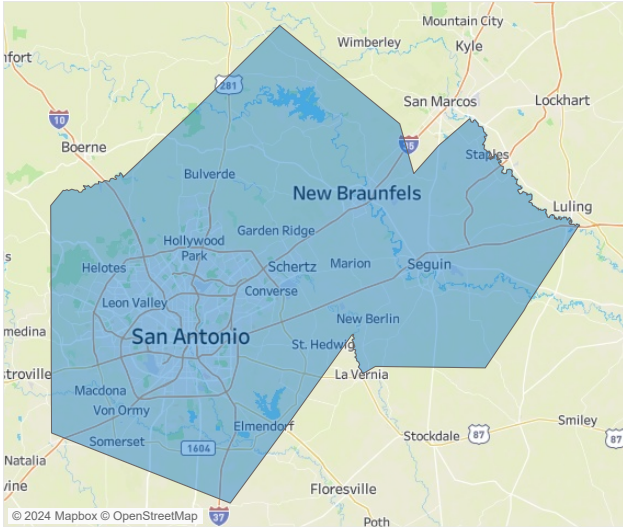 Mountain City
Wimberley
Kyle
nfort
281
San Marcos
Lockhart
10
35
Boerne
Staples
Bulverde
New Braunfels
Luling
Garden Ridge
Hollywood
Park
s
Helotes
Schertz
Marion
Seguin
Converse
Leon Valley
New Berlin
medina
San Antonio
St. Hedwig
stroville
La Vernia
Macdona
Von Ormy
Smiley
Elmendorf
Stockdale
87
87
Somerset
1604
Natalia
vine
Floresville
© 2024 Mapbox © OpenStreetMap
37
Poth